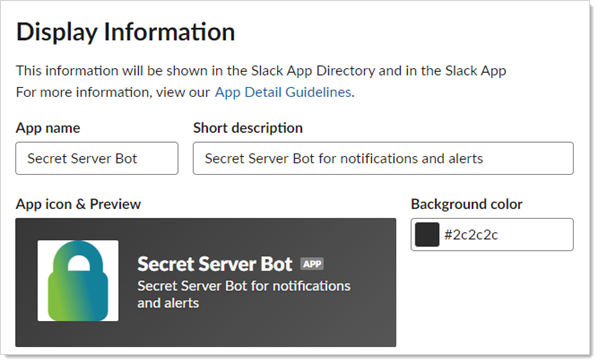 Display Information
This information will be shown in the Slack App Directory and in the Slack App
For more information, view our App Detail Guidelines.
App name
Short description
Secret Server Bot
Secret Server Bot for notifications and alerts
App icon & Preview
Background color
#2c2c2c
Secret Server Bot APP
Secret Server Bot for notifications
and alerts